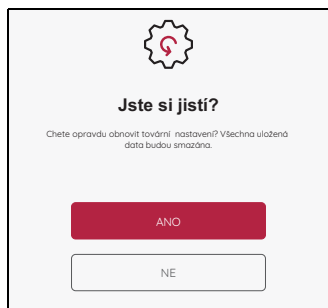 Jste si jistí?
Chete opravdu obnovit tovární nastavení? Všechna uložená
data budou smazána.
ANO
NE